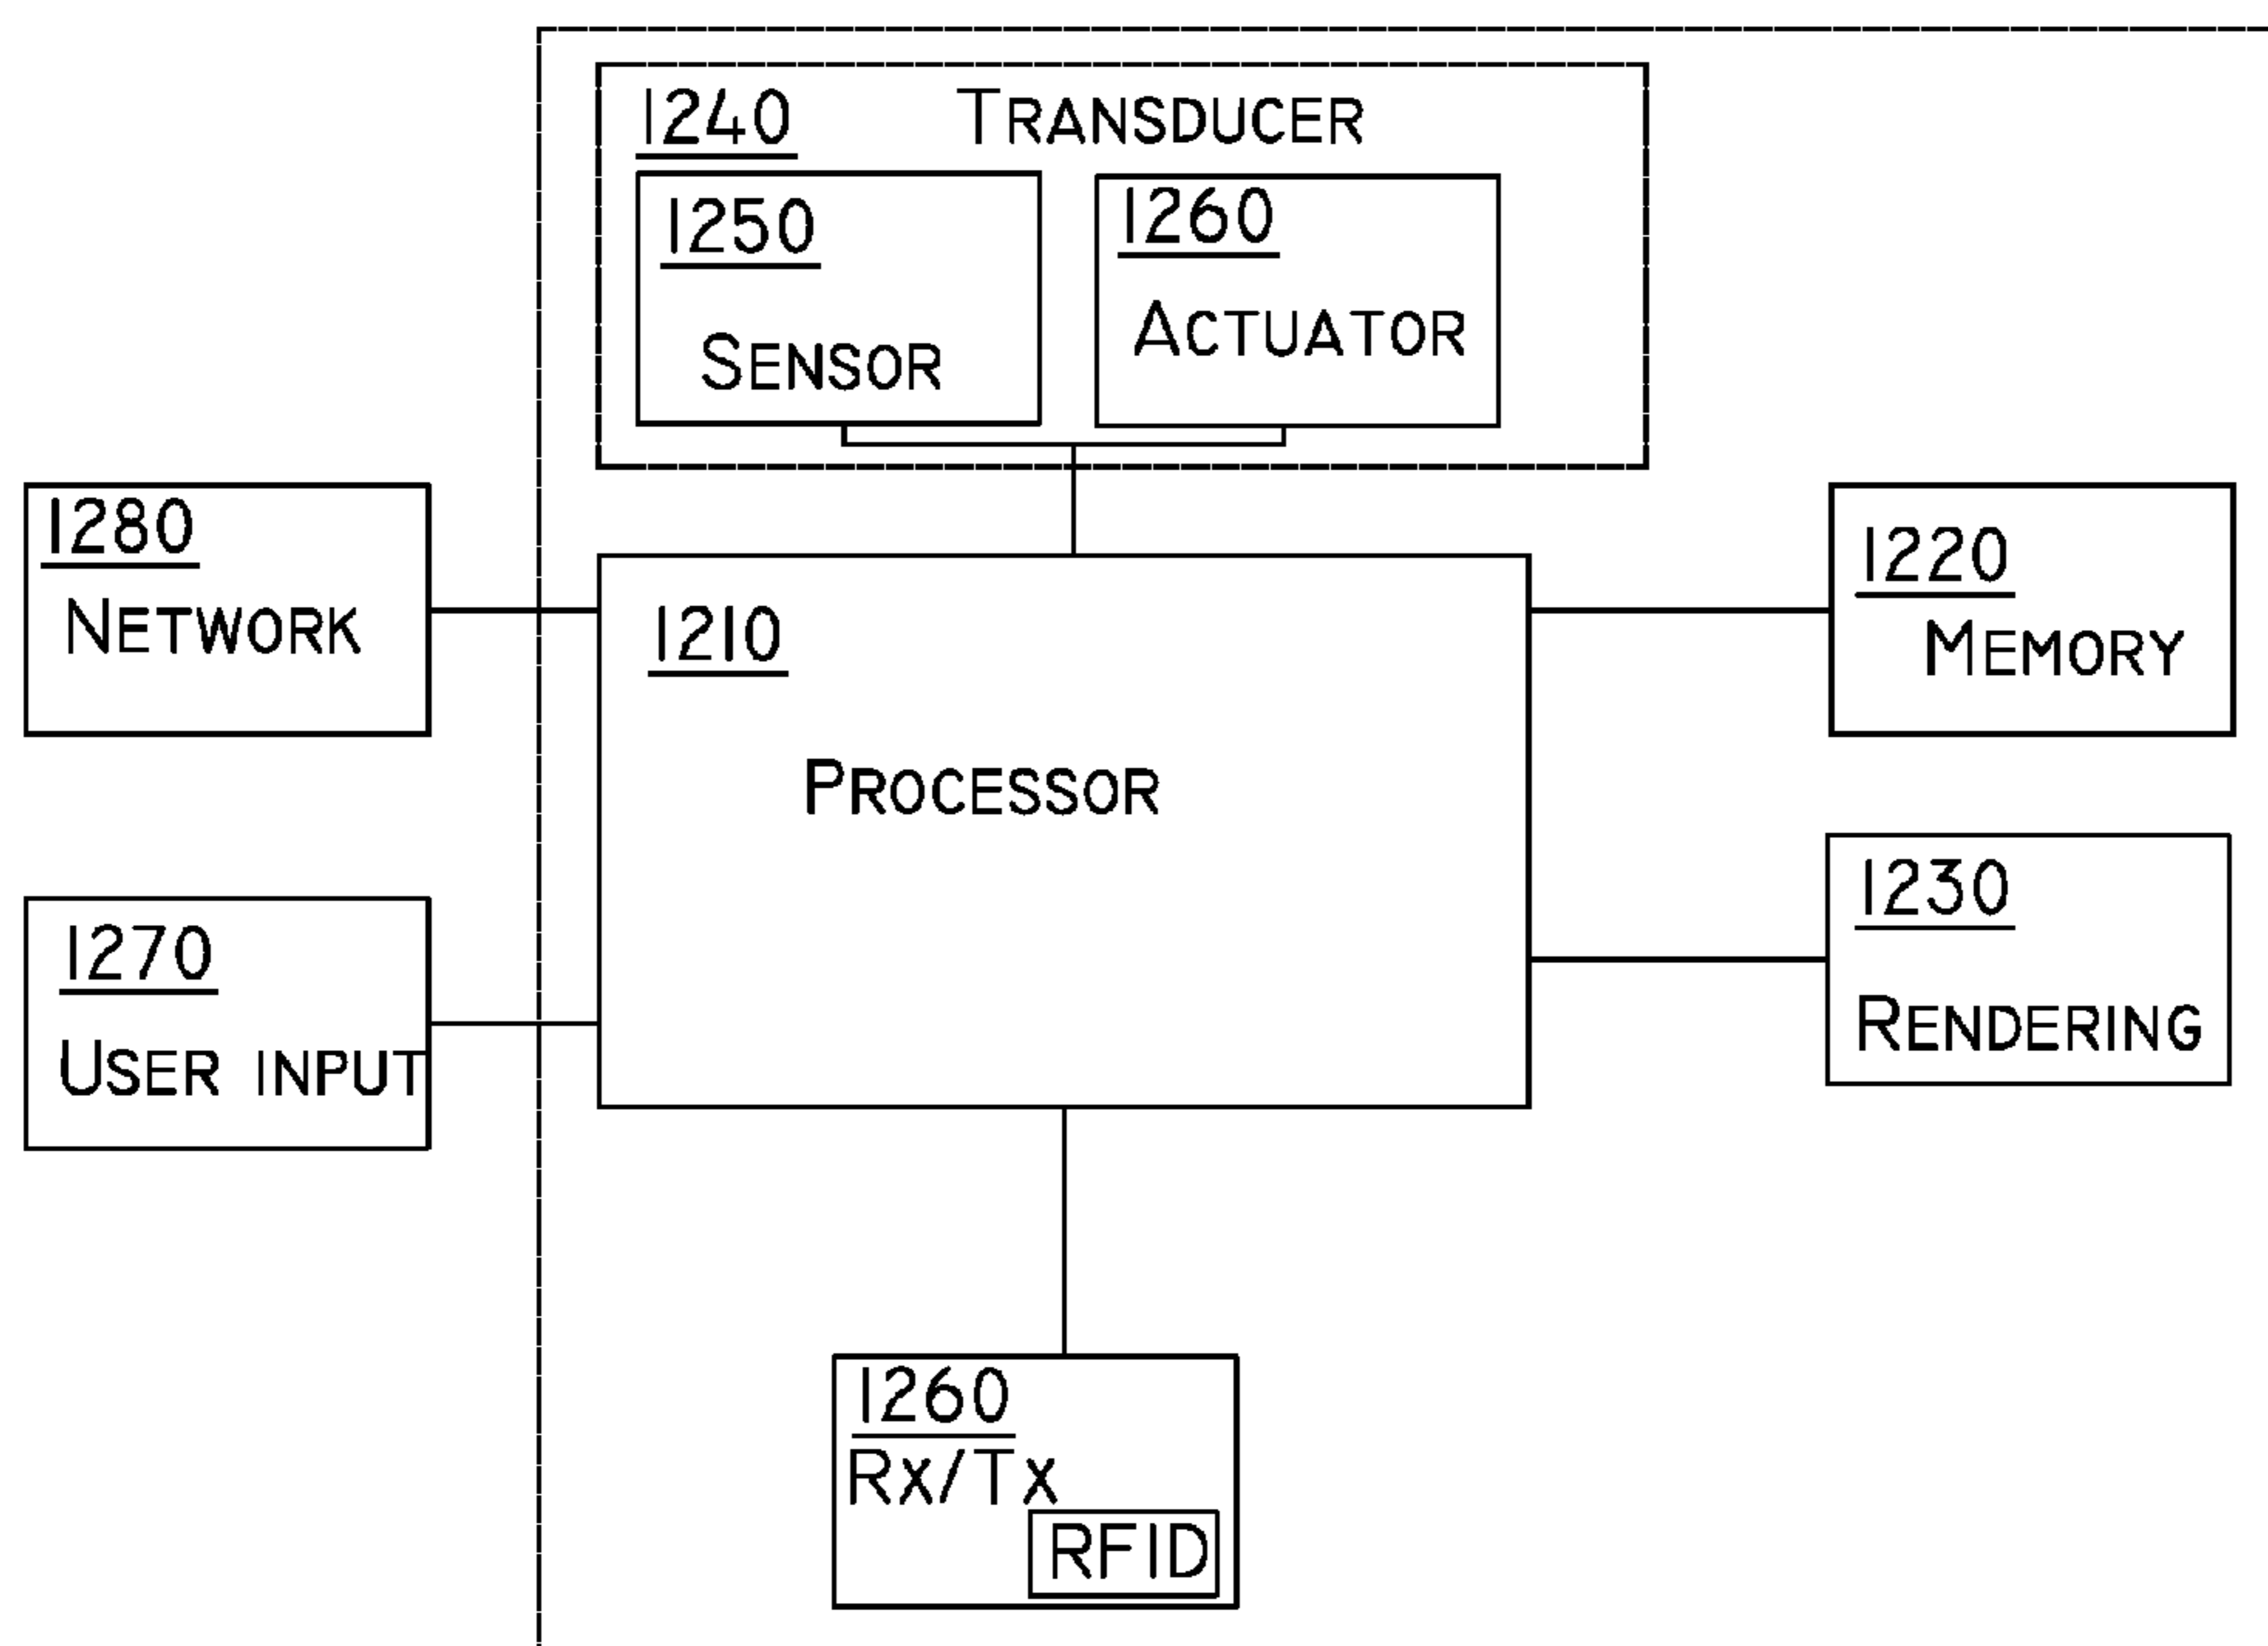 1240 TRANSDUCER
1250
SENSOR
1260
ACTUATOR
1280
NETWORK
1210
PROCESSOR
1220
MEMORY
1270
USER INPUT
1230
RENDERING
1260
RX/TX
RFID